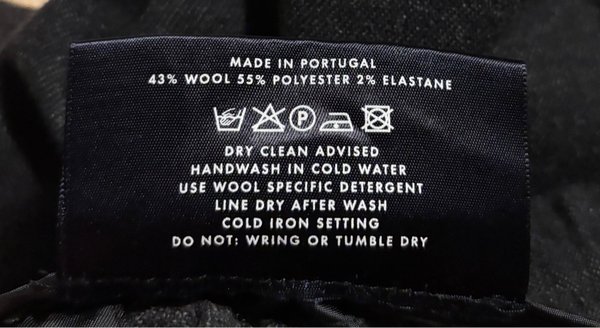 MADE IN PORTUGAL
43% WOOL 55% POLYESTER 2% ELASTANE
P
DRY CLEAN ADVISED
HANDWASH IN COLD WATER
USE WOOL SPECIFIC DETERGENT
LINE DRY AFTER WASH
COLD IRON SETTING
DO NOT: WRING OR TUMBLE DRY